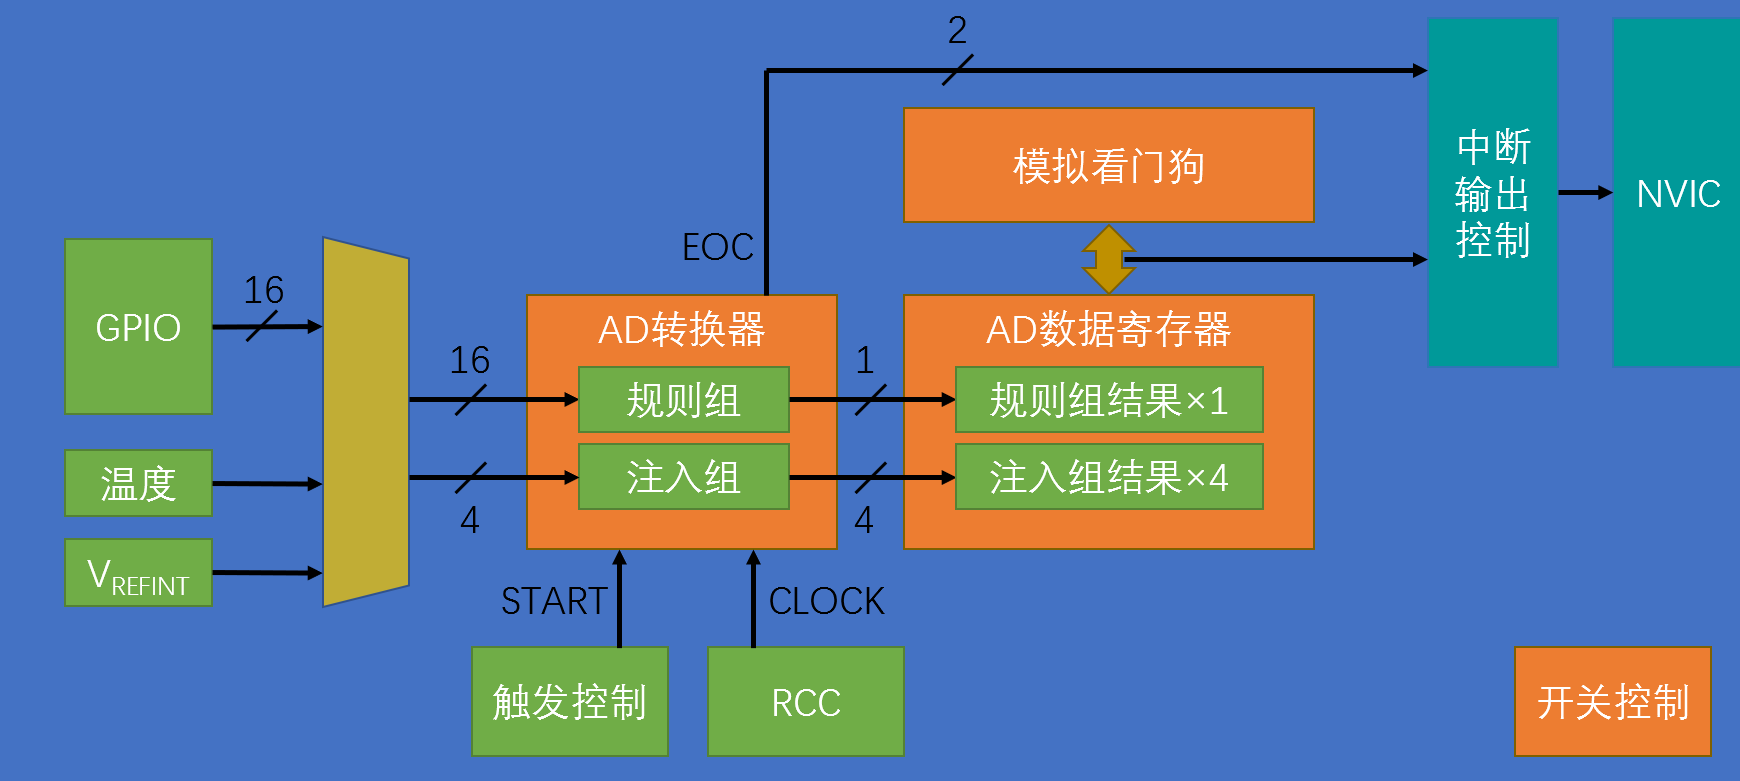 2
模拟看门狗
中断
输出
控制
NVIC
EOC
GPIO
16
AD转换器
AD数据寄存器
16
1
规则组
规则组结果×1
温度
注入组
注入组结果×4
4
4
VREFINT
START
CLOCK
触发控制
RCC
开关控制